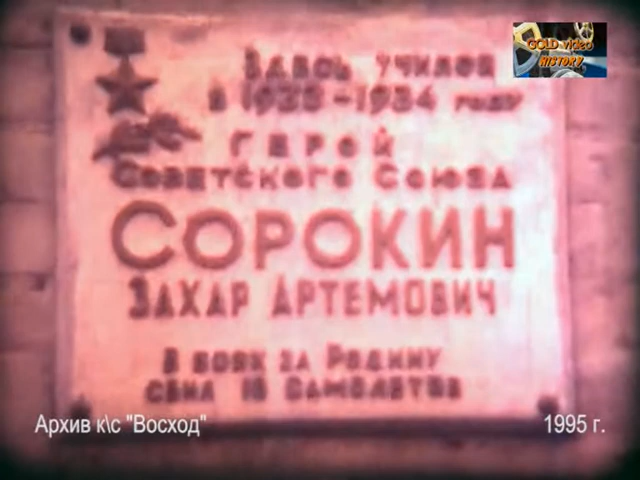 GOLD video
HISTORY
Здесь учился
в 1933-1934 году
Герой
Советского Союза
СОРОКИН
ЗАХАР АРТЕМОВИЧ
В боях за Родину
сбил 18 самолетов
Архив к\с "Восход"
1995 г.